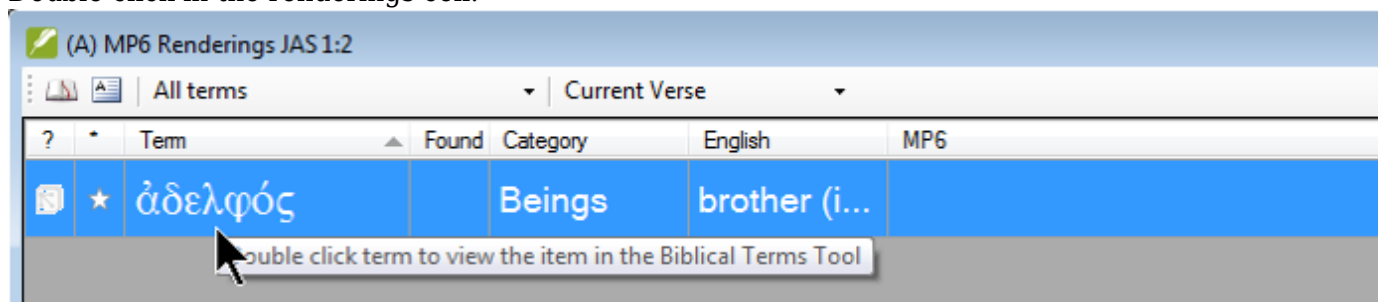 (A) MP6 Renderings JAS 1:2
All terms Current Verse
? * Term Found Category English MP6
ἀδελφός Beings brother (i...
Double click term to view the item in the Biblical Terms Tool